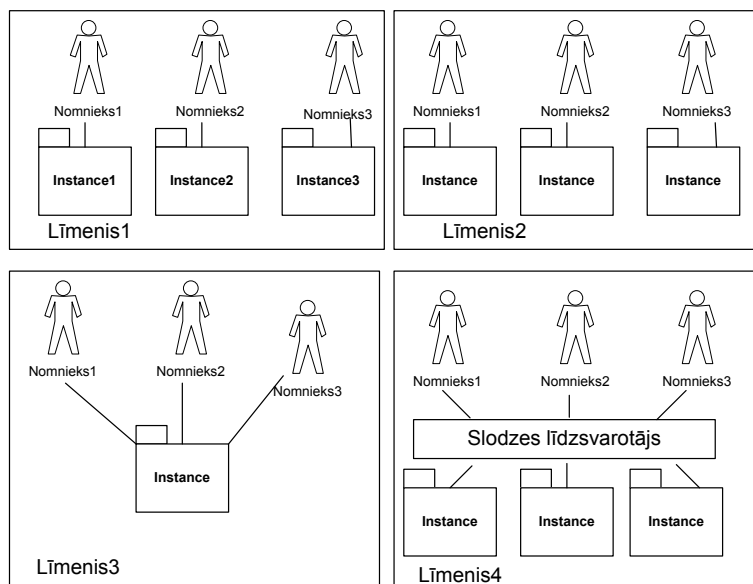 Nomnieks1 Nomnieks2 Nomnieks3
Instance1 Instance2 Instance3
Līmenis1
Nomnieks1 Nomnieks2 Nomnieks3
Instance Instance Instance
Līmenis2
Nomnieks1 Nomnieks2 Nomnieks3
Instance
Līmenis3
Nomnieks1 Nomnieks2 Nomnieks3
Slodzes līdzsvarotājs
Instance Instance Instance
Līmenis4